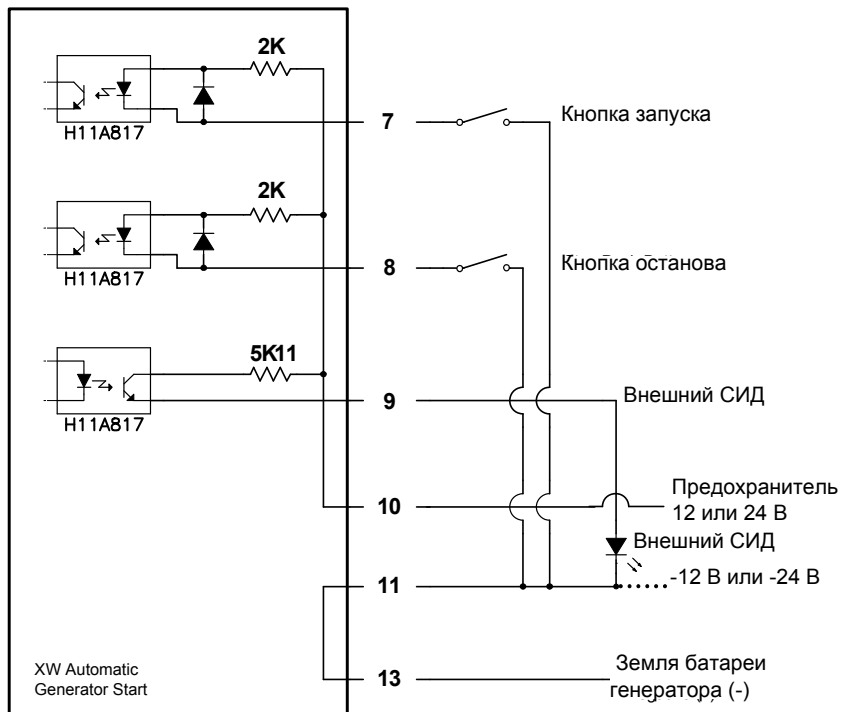 2K
H11A817
7
Кнопка запуска
2K
H11A817
8
Кнопка останова
5K11
H11A817
9
Внешний СИД
10
Предохранитель
12 или 24 В
Внешний СИД
11
-12 В или -24 В
XW Automatic
Generator Start
13
Земля батареи
генератора (-)